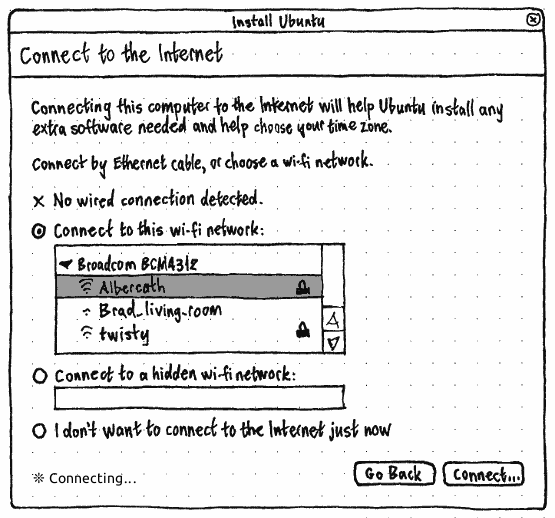 Install Ubuntu
Connect to the Internet
Connecting this computer to the Internet will help Ubuntu install any
extra software needed and help choose your time zone.
Connect by Ethernet cable, or choose a wi-fi network.
× No wired connection detected.
Connect to this wi-fi network:
Broadcom BCM4312
Albercath
Brad_living_room
twisty
Connect to a hidden wi-fi network:
I don't want to connect to the Internet just now
Connecting...
Go Back
Connect...